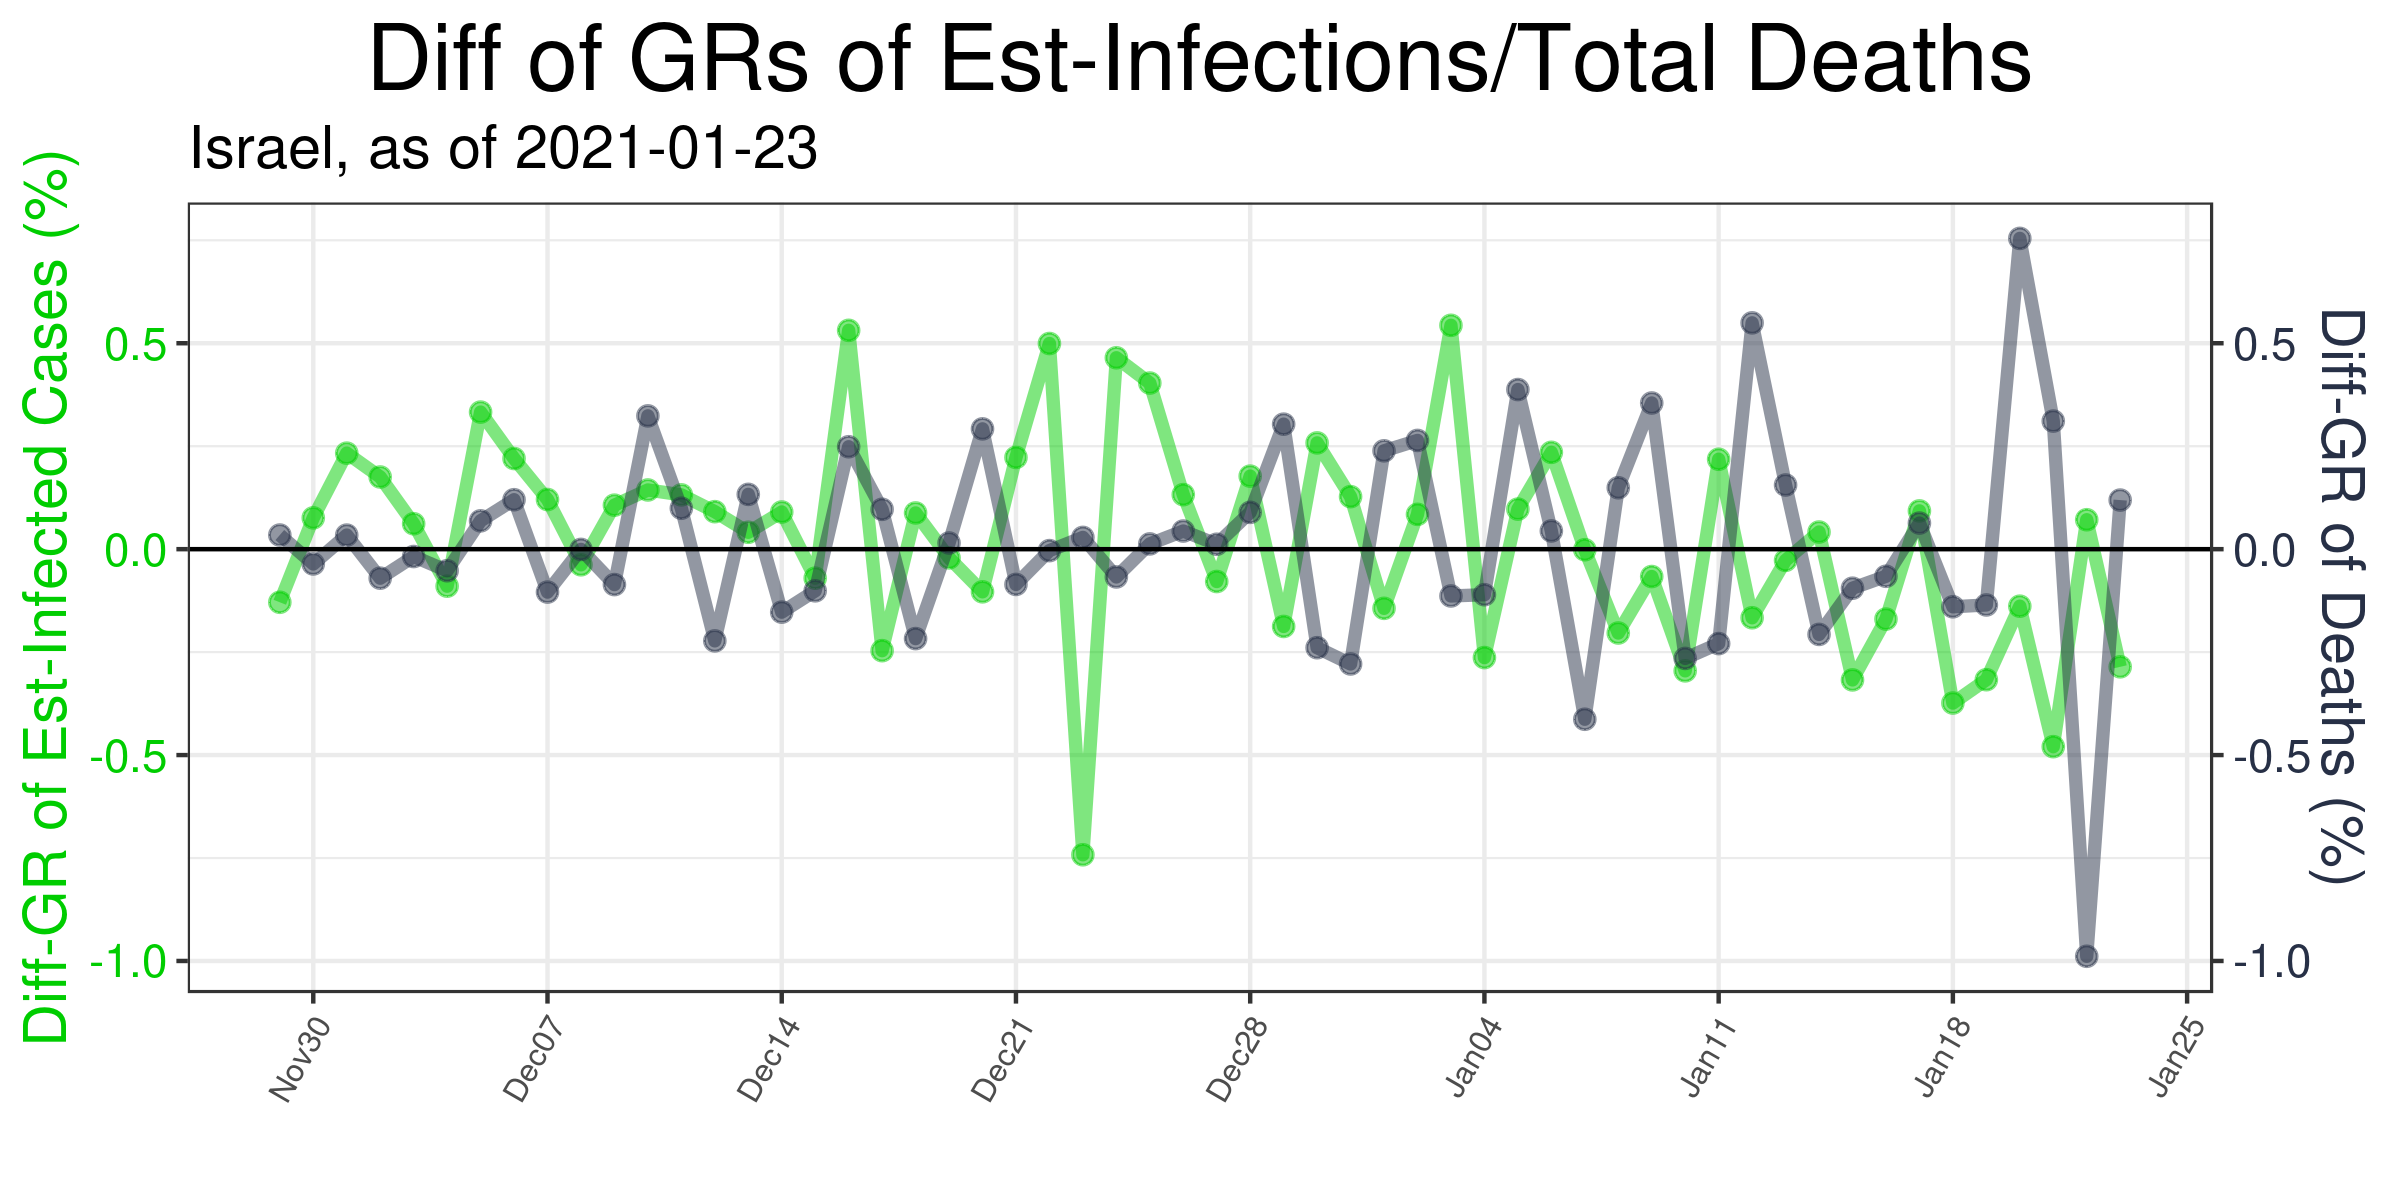 Diff of GRs of Est-Infections/Total Deaths
Israel, as of 2021-01-23
Diff-GR of Est-Infected Cases (%)
0.5
0.0
-0.5
-1.0
0.5
0.0
-0.5
-1.0
Diff-GR of Deaths (%)
Nov30
Dec07
Dec14
Dec21
Dec28
Jan04
Jan11
Jan18
Jan25